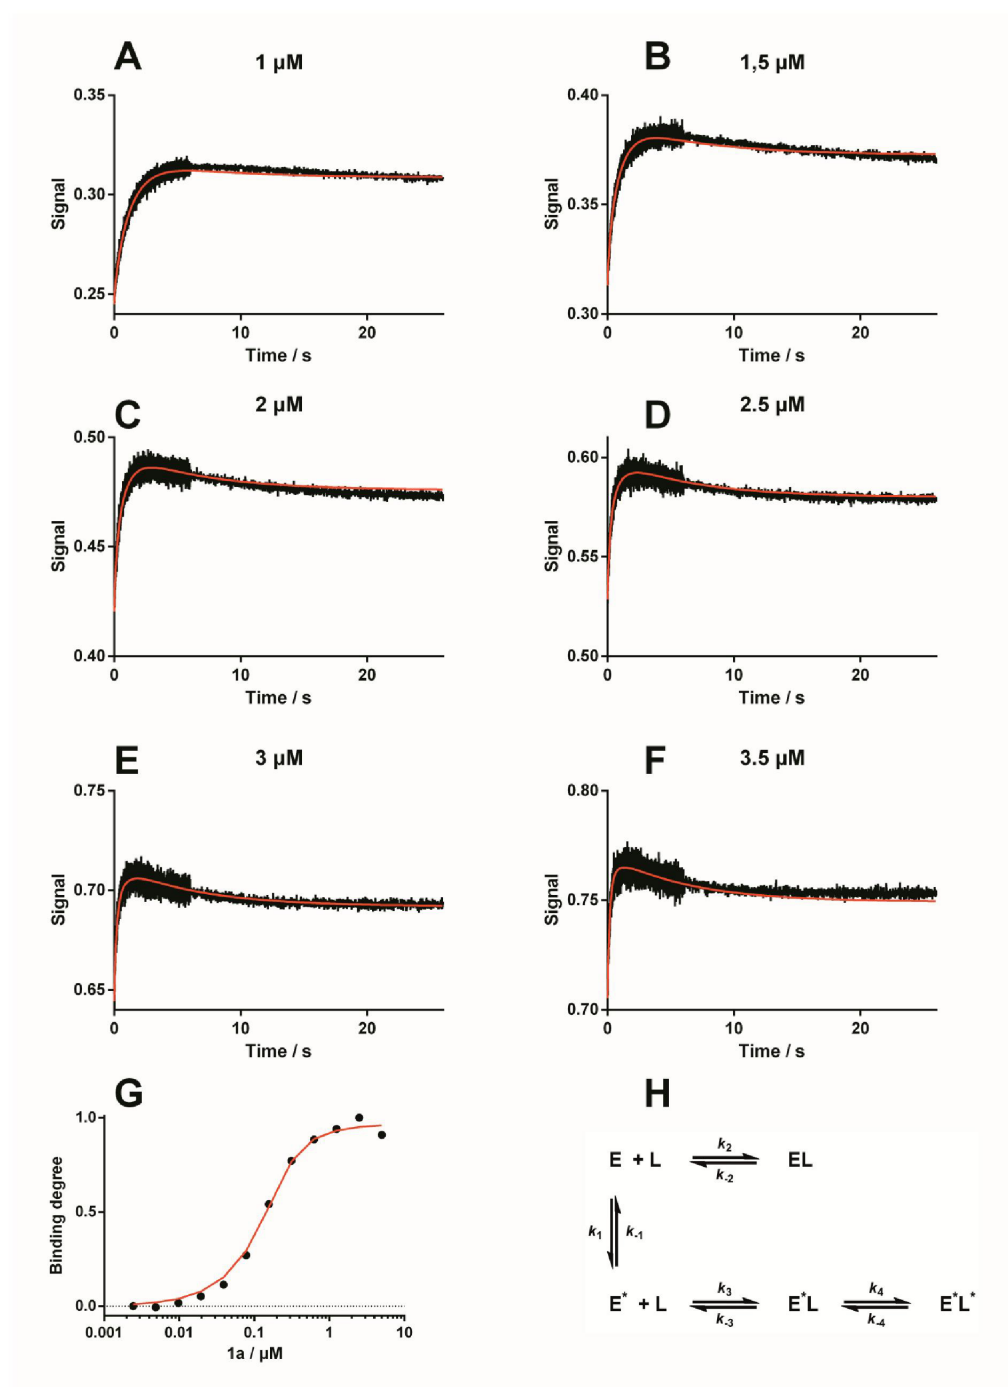 A
1 µM
0.35
0.30
0.25
Signal
0
10
20
Time / s
B
1,5 µM
0.40
0.35
0.30
Signal
0
10
20
Time / s
C
2 µM
0.50
0.45
0.40
Signal
0
10
20
Time / s
D
2.5 µM
0.60
0.55
0.50
Signal
0
10
20
Time / s
E
3 µM
0.75
0.70
0.65
Signal
0
10
20
Time / s
F
3.5 µM
0.80
0.75
0.70
Signal
0
10
20
Time / s
G
1.0
0.5
0.0
Binding degree
0.001
0.01
0.1
1
10
1a / µM
H
E + L k2 k-2 EL
k1 k-1
E* + L k3 k-3 E*L k4 k-4 E*L*